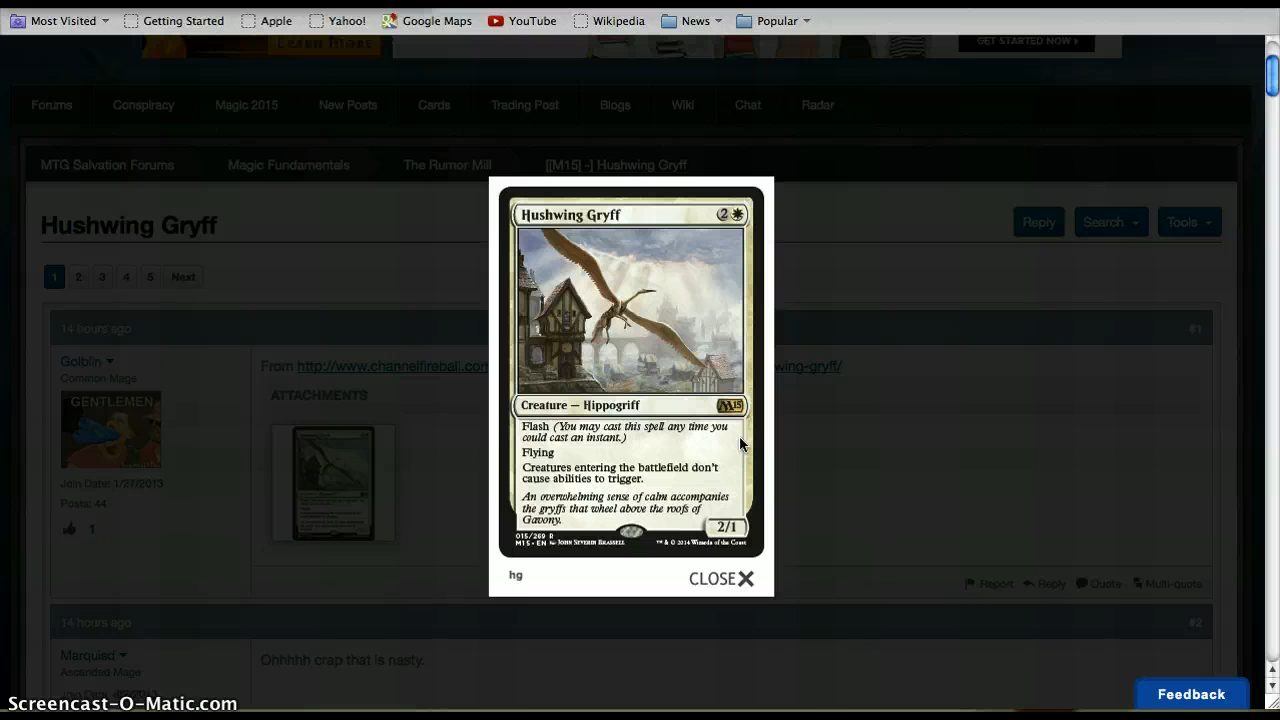 Most Visited Getting Started Apple Yahoo! Google Maps YouTube Wikipedia News Popular
Learn More
GET STARTED NOW
Forums Conspiracy Magic 2015 New Posts Cards Trading Post Blogs Wiki Chat Radar
MTG Salvation Forums Magic Fundamentals The Rumor Mill [[M15] -] Hushwing Gryff
Hushwing Gryff
Reply Search Tools
1 2 3 4 5 Next
14 hours ago #1
Golblin
Common Mage
GENTLEMEN
Join Date: 1/27/2013
Posts: 44
1
From http://www.channelfireball.com wing-gryff/
ATTACHMENTS
Hushwing Gryff 2
Creature — Hippogriff M15
Flash (You may cast this spell any time you
could cast an instant.)
Flying
Creatures entering the battlefield don't
cause abilities to trigger.
An overwhelming sense of calm accompanies
the gryffs that wheel above the roofs of
Gavony.
2/1
015/269 R
M15 • EN John Severin Brassell ™ & © 2014 Wizards of the Coast
hg CLOSE
Report Reply Quote Multi-quote
14 hours ago #2
Marquisd
Ascended Mage
Ohhhhh crap that is nasty.
Feedback
Screencast-O-Matic.com